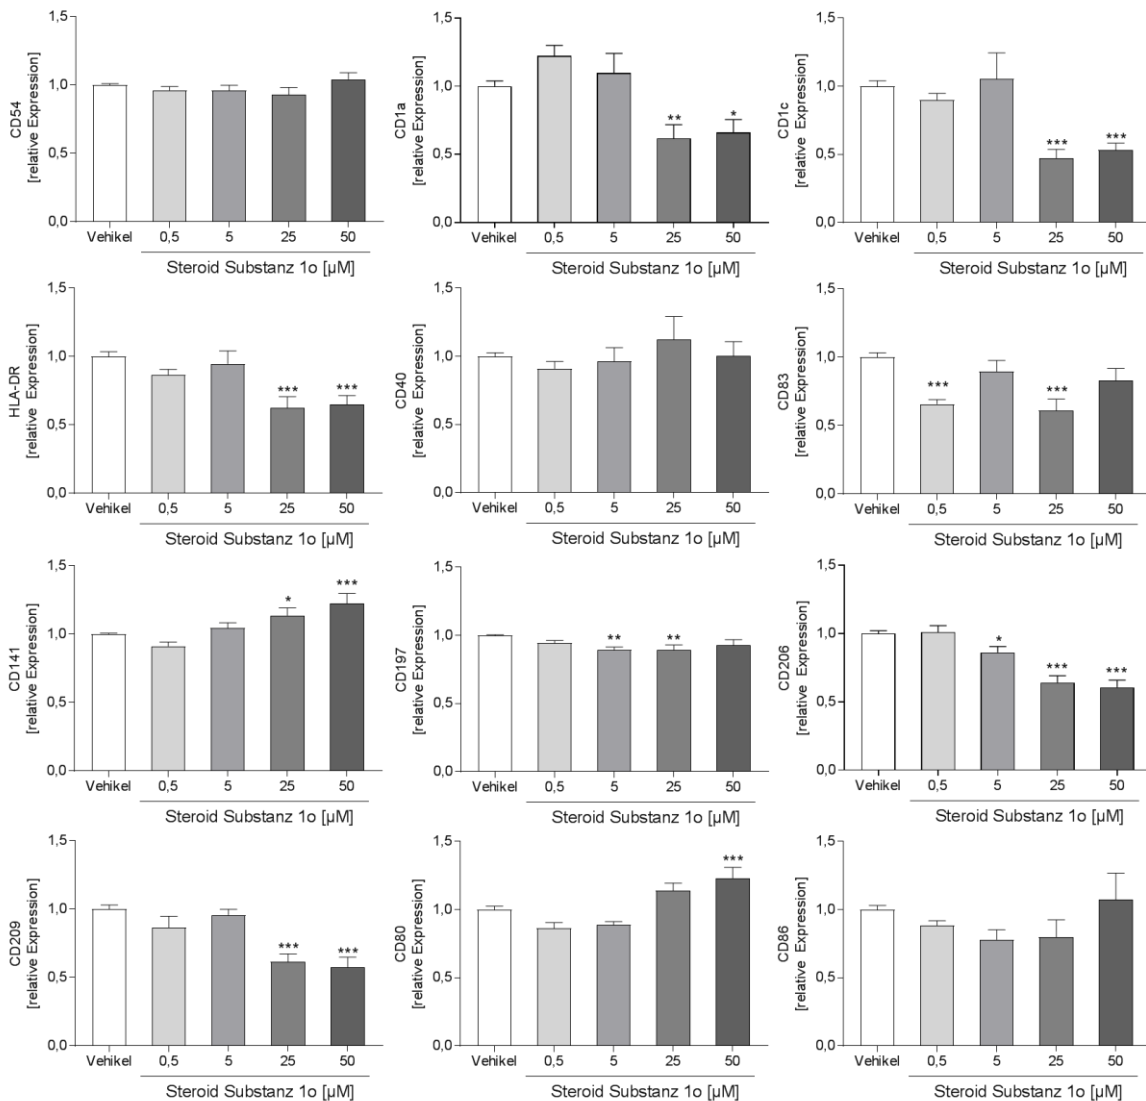 CD54
[relative Expression]
1,5
1,0
0,5
0,0
Vehikel 0,5 5 25 50
Steroid Substanz 1o [µM]
CD1a
[relative Expression]
1,5
1,0
0,5
0,0
** *
Vehikel 0,5 5 25 50
Steroid Substanz 1o [µM]
CD1c
[relative Expression]
1,5
1,0
0,5
0,0
*** ***
Vehikel 0,5 5 25 50
Steroid Substanz 1o [µM]
HLA-DR
[relative Expression]
1,5
1,0
0,5
0,0
*** ***
Vehikel 0,5 5 25 50
Steroid Substanz 1o [µM]
CD40
[relative Expression]
1,5
1,0
0,5
0,0
Vehikel 0,5 5 25 50
Steroid Substanz 1o [µM]
CD83
[relative Expression]
1,5
1,0
0,5
0,0
*** ***
Vehikel 0,5 5 25 50
Steroid Substanz 1o [µM]
CD141
[relative Expression]
1,5
1,0
0,5
0,0
* ***
Vehikel 0,5 5 25 50
Steroid Substanz 1o [µM]
CD197
[relative Expression]
1,5
1,0
0,5
0,0
** **
Vehikel 0,5 5 25 50
Steroid Substanz 1o [µM]
CD206
[relative Expression]
1,5
1,0
0,5
0,0
* *** ***
Vehikel 0,5 5 25 50
Steroid Substanz 1o [µM]
CD209
[relative Expression]
1,5
1,0
0,5
0,0
*** ***
Vehikel 0,5 5 25 50
Steroid Substanz 1o [µM]
CD80
[relative Expression]
1,5
1,0
0,5
0,0
***
Vehikel 0,5 5 25 50
Steroid Substanz 1o [µM]
CD86
[relative Expression]
1,5
1,0
0,5
0,0
Vehikel 0,5 5 25 50
Steroid Substanz 1o [µM]